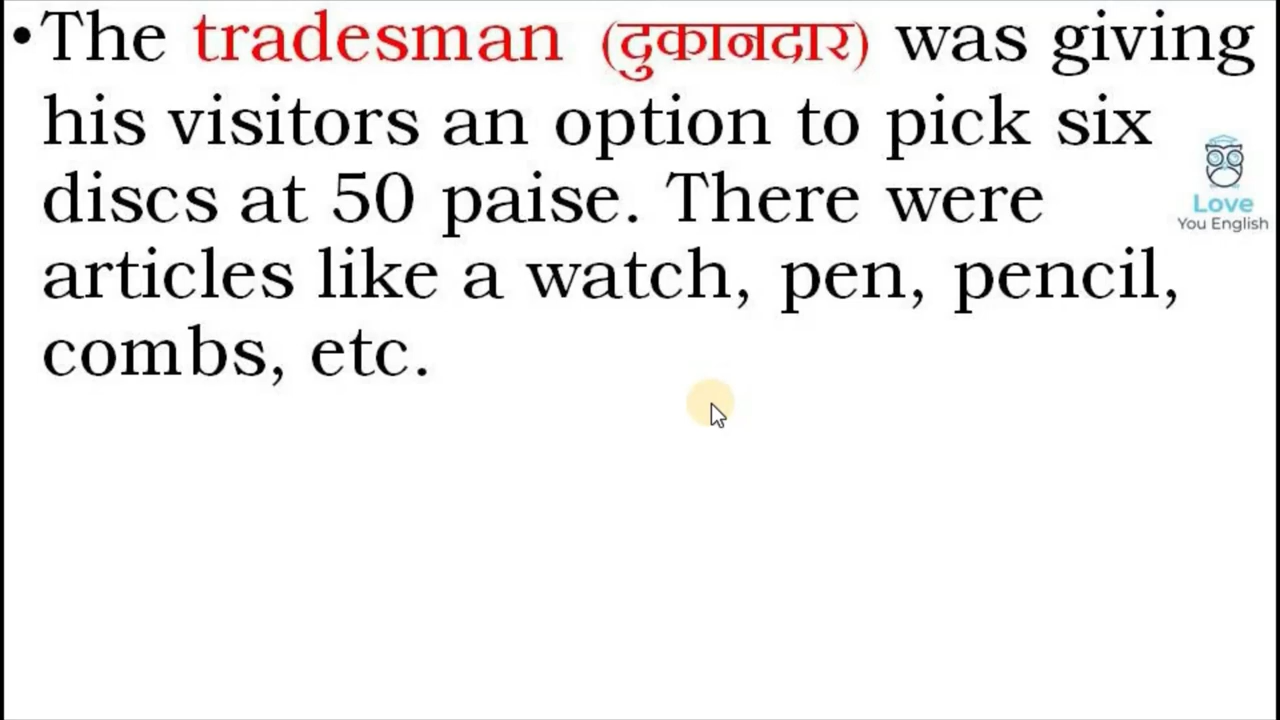 •The tradesman (दुकानदार) was giving
his visitors an option to pick six
discs at 50 paise. There were
articles like a watch, pen, pencil,
combs, etc.
Love
You English